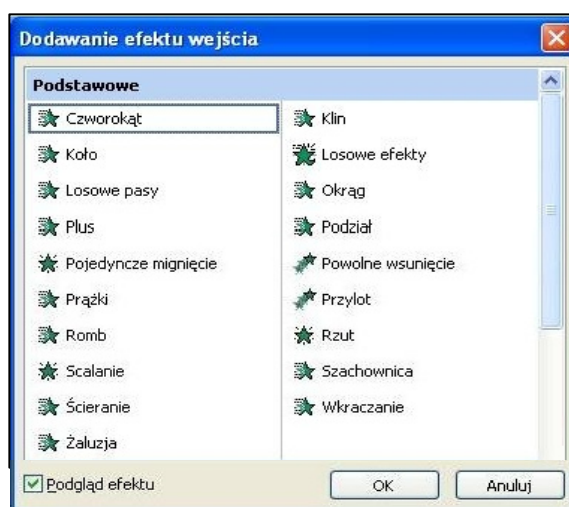 Dodawanie efektu wejścia
Podstawowe
Czworokąt
Klin
Koło
Losowe efekty
Losowe pasy
Okrąg
Plus
Podział
Pojedyncze mignięcie
Powolne wsunięcie
Prążki
Przylot
Romb
Rzut
Scalanie
Szachownica
Ścieranie
Wkraczanie
Żaluzja
Podgląd efektu
OK
Anuluj